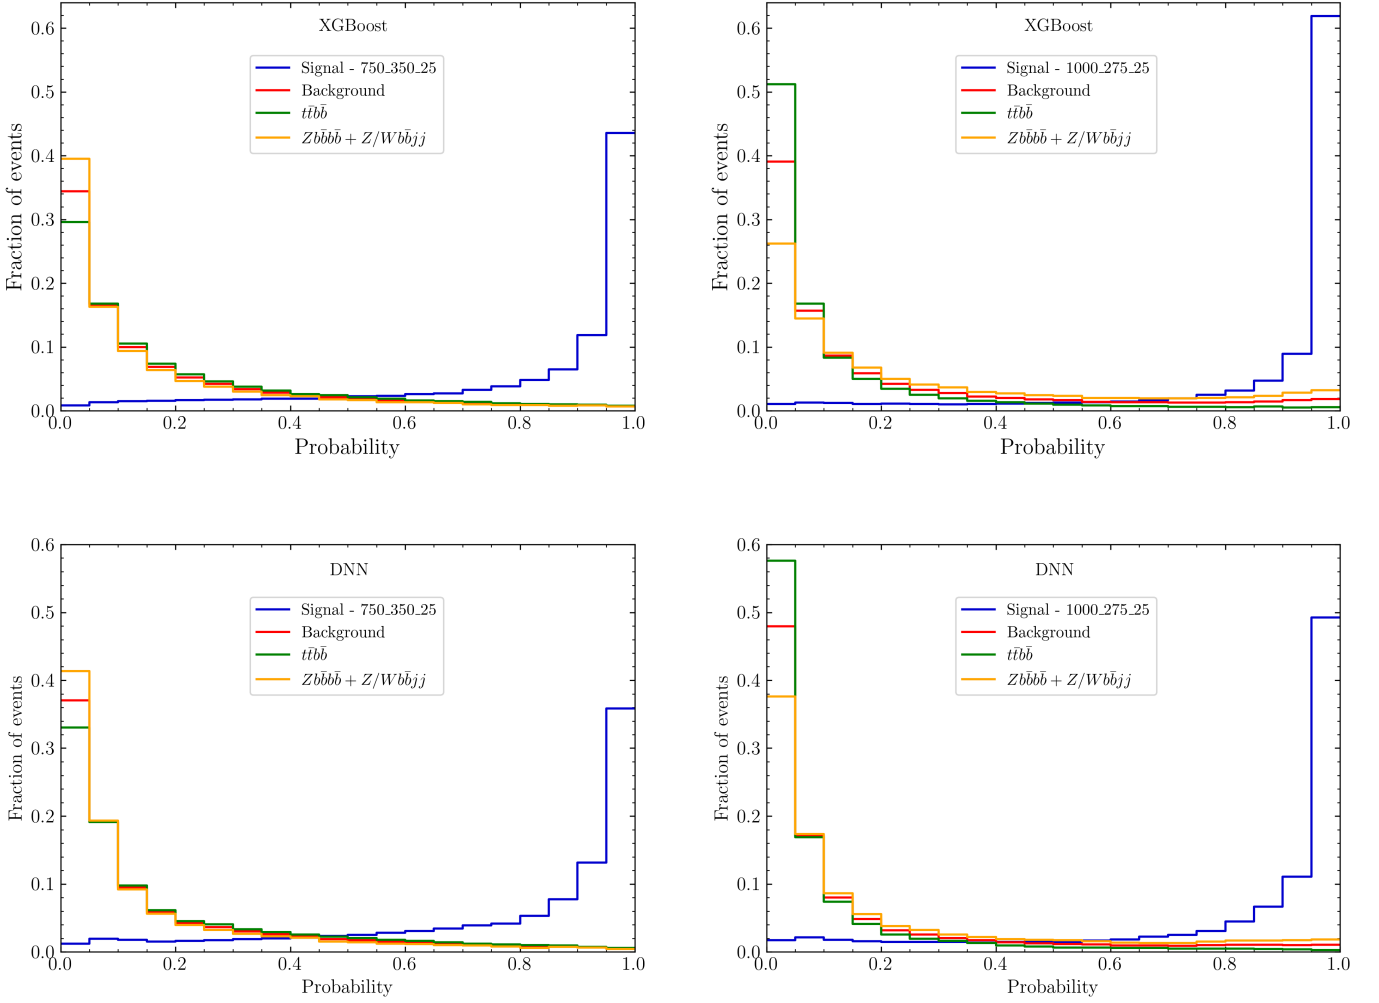 XGBoost
Signal - 750_350_25
Background
tt̄bb̄
Zbb̄bb̄ + Z/Wbb̄jj
Fraction of events
0.0 0.1 0.2 0.3 0.4 0.5 0.6
0.0 0.2 0.4 0.6 0.8 1.0
Probability
XGBoost
Signal - 1000_275_25
Background
tt̄bb̄
Zbb̄bb̄ + Z/Wbb̄jj
Fraction of events
0.0 0.1 0.2 0.3 0.4 0.5 0.6
0.0 0.2 0.4 0.6 0.8 1.0
Probability
DNN
Signal - 750_350_25
Background
tt̄bb̄
Zbb̄bb̄ + Z/Wbb̄jj
Fraction of events
0.0 0.1 0.2 0.3 0.4 0.5 0.6
0.0 0.2 0.4 0.6 0.8 1.0
Probability
DNN
Signal - 1000_275_25
Background
tt̄bb̄
Zbb̄bb̄ + Z/Wbb̄jj
Fraction of events
0.0 0.1 0.2 0.3 0.4 0.5 0.6
0.0 0.2 0.4 0.6 0.8 1.0
Probability